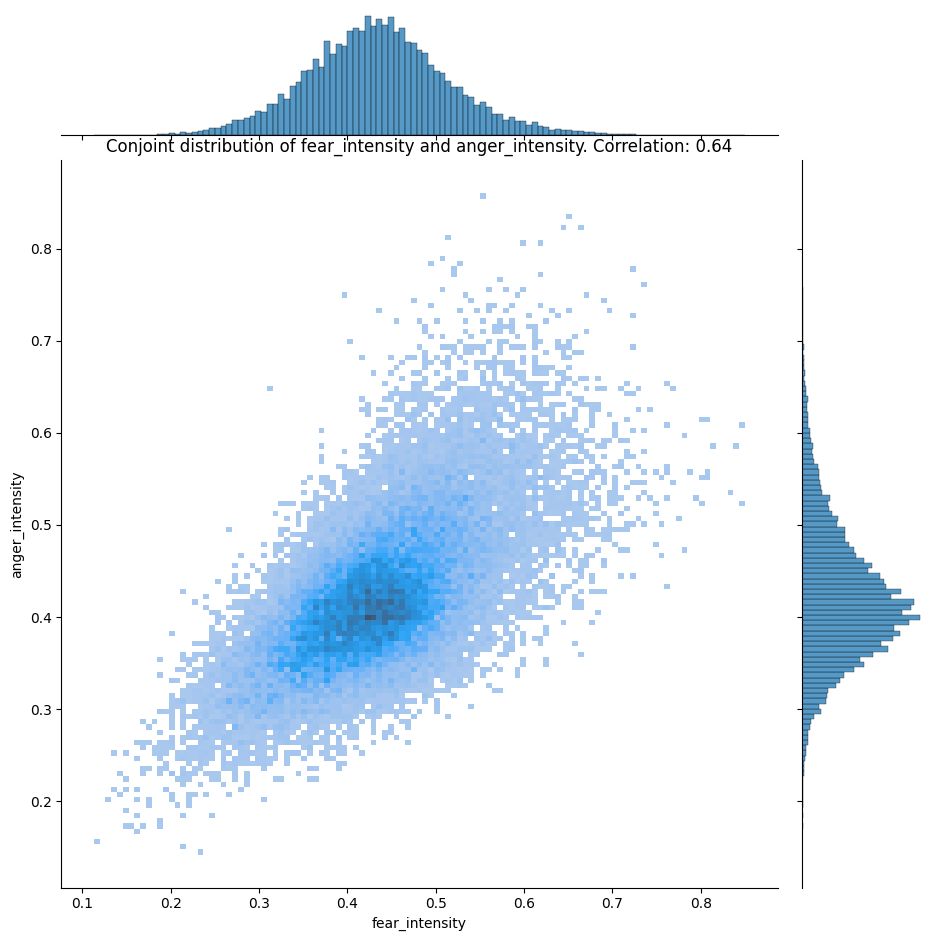 Conjoint distribution of fear_intensity and anger_intensity. Correlation: 0.64
0.8
0.7
0.6
0.5
0.4
0.3
0.2
anger_intensity
0.1 0.2 0.3 0.4 0.5 0.6 0.7 0.8
fear_intensity